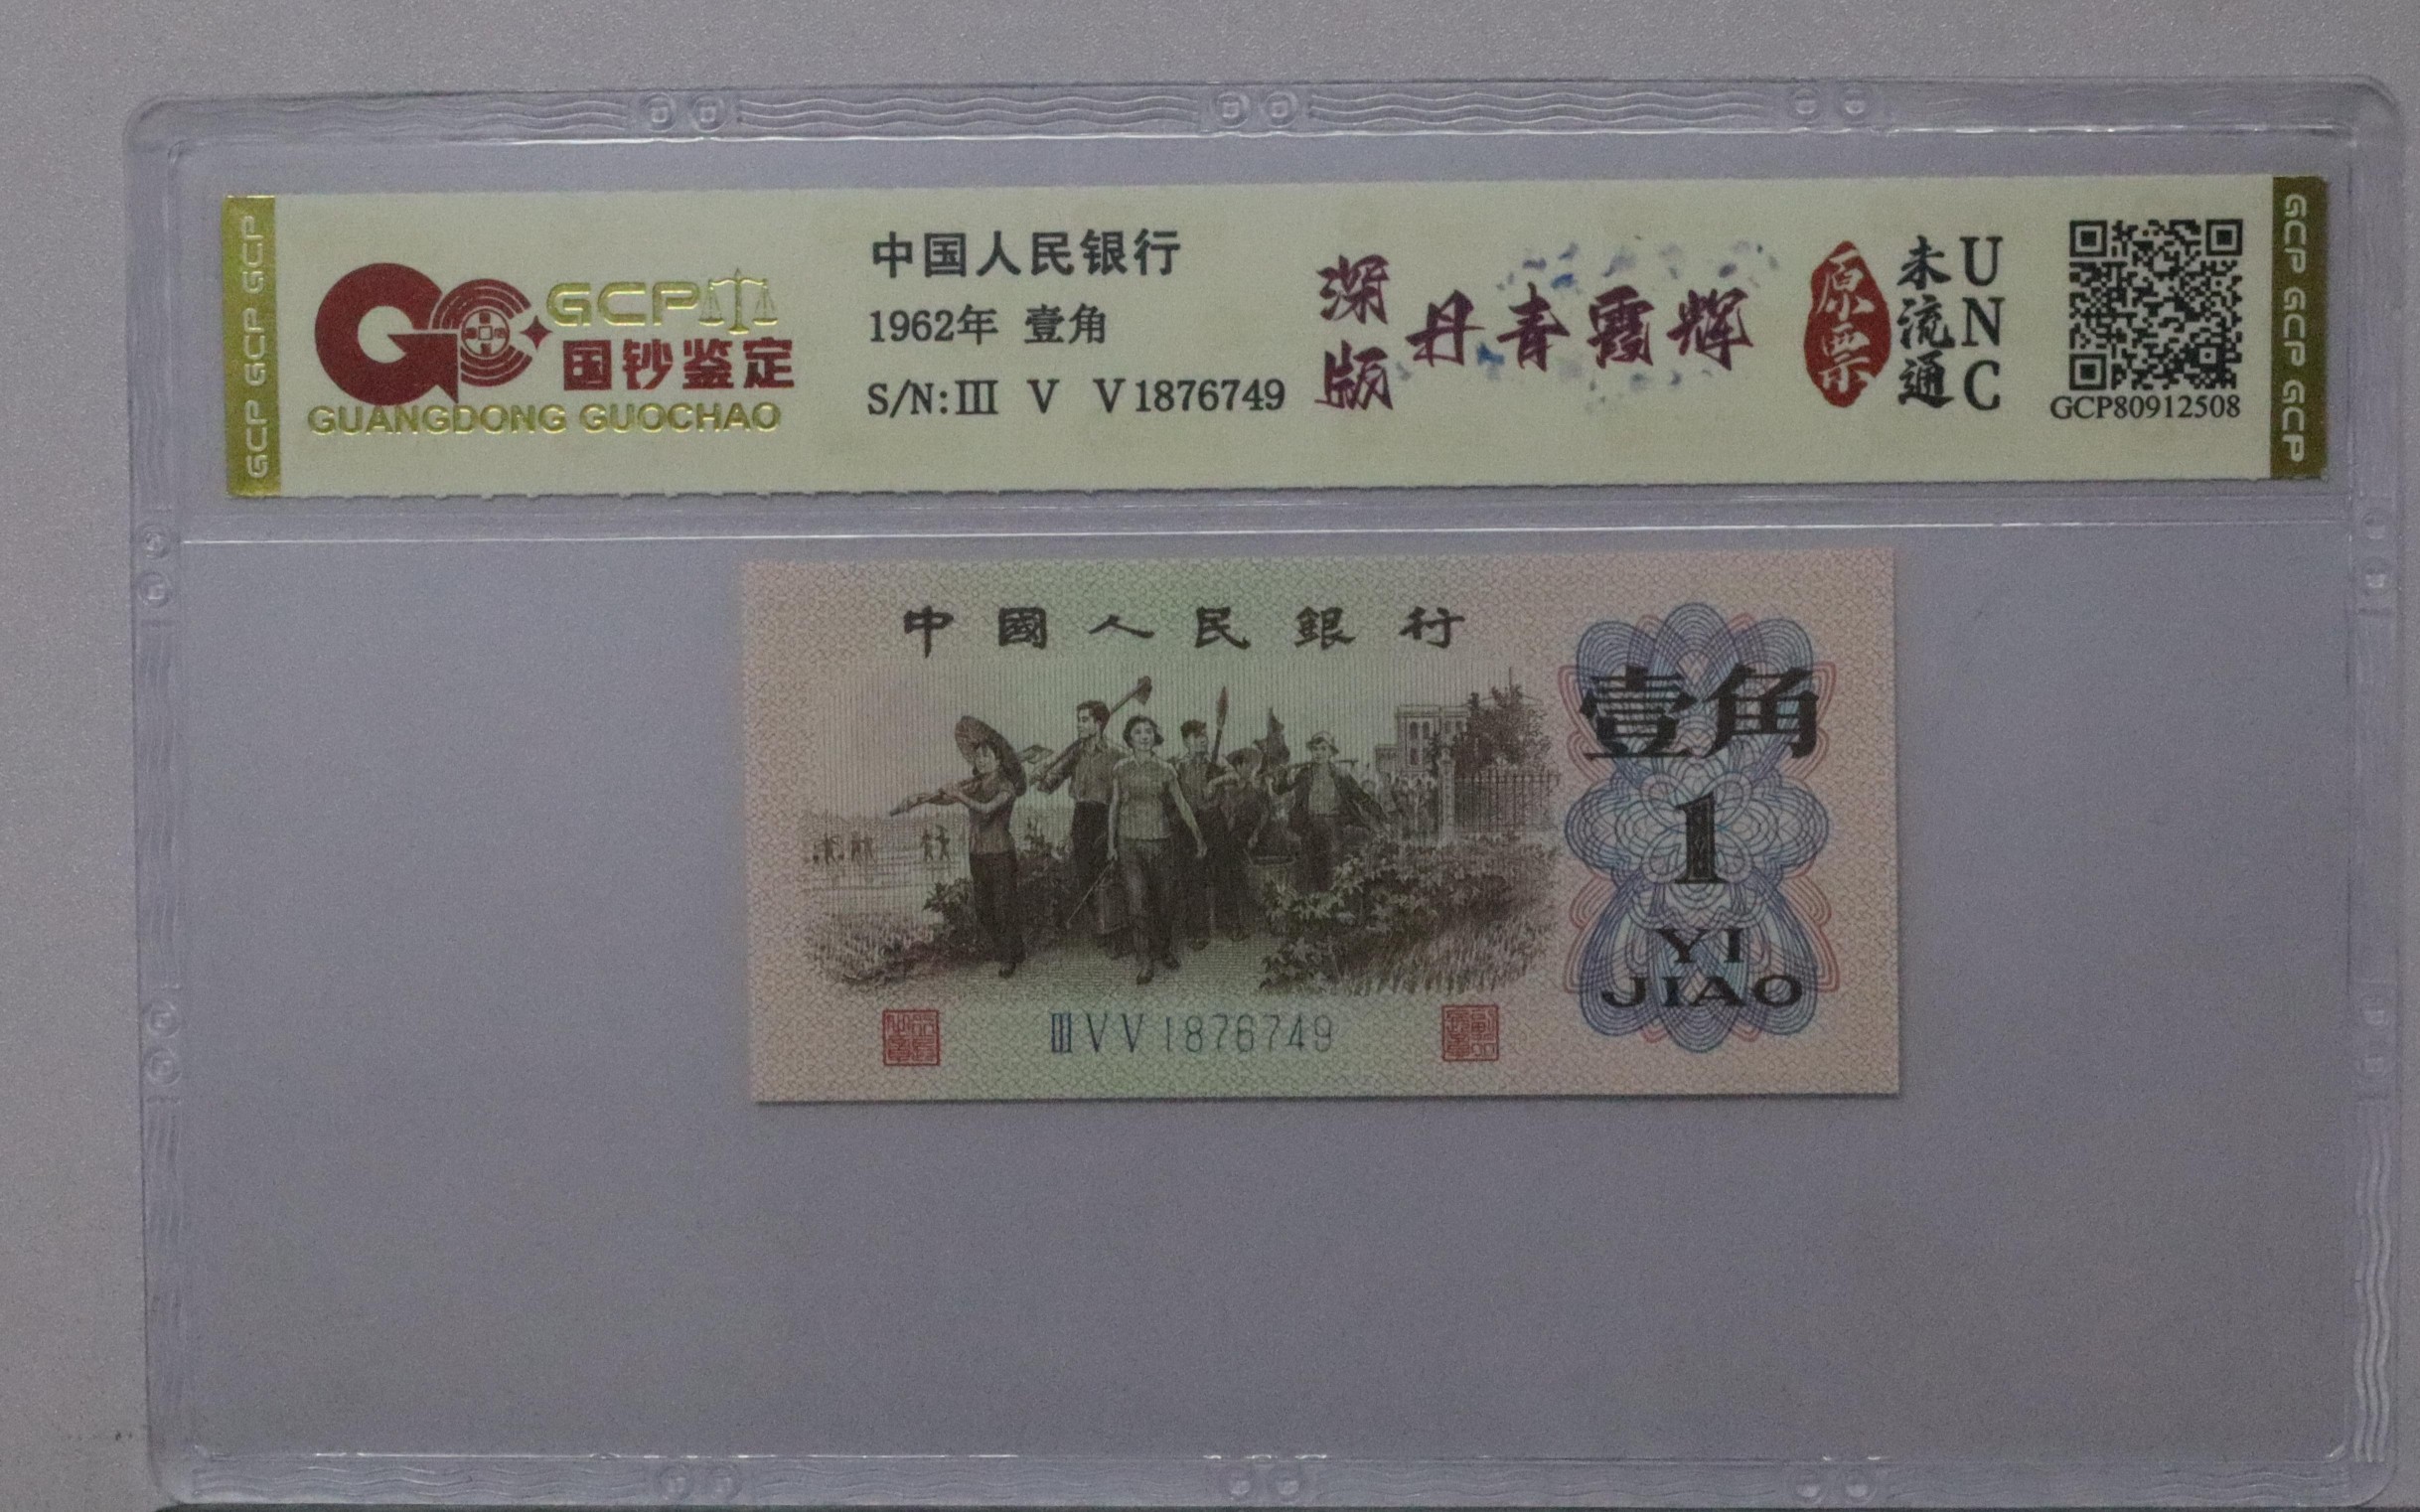 GCP GCP GCP
GCP
国钞鉴定
GUANGDONG GUOCHAO
中国人民银行
1962年 壹角
S/N:III V V1876749
深版
丹青霞辉
原票
未流通
UNC
GCP80912508
GCP GCP GCP
中國人民銀行
壹角
1
YI
JIAO
III V V 1876749